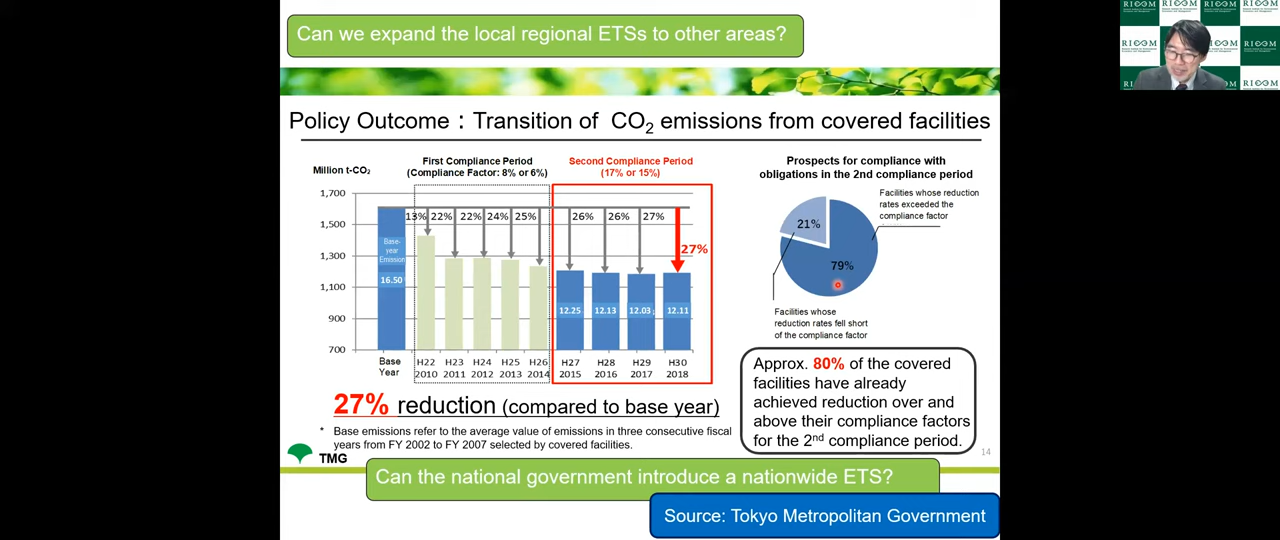 Can we expand the local regional ETSs to other areas?
RICOM
Policy Outcome：Transition of CO₂ emissions from covered facilities
Million t-CO₂
First Compliance Period
(Compliance Factor: 8% or 6%)
Second Compliance Period
(17% or 15%)
1,700
1,500
1,300
1,100
900
700
13% 22% 22% 24% 25% 26% 26% 27%
27%
Base-
year
Emission
16.50
12.25 12.13 12.03 12.11
Base
Year
H22 H23 H24 H25 H26 H27 H28 H29 H30
2010 2011 2012 2013 2014 2015 2016 2017 2018
27% reduction (compared to base year)
* Base emissions refer to the average value of emissions in three consecutive fiscal
years from FY 2002 to FY 2007 selected by covered facilities.
TMG
Prospects for compliance with
obligations in the 2nd compliance period
Facilities whose reduction
rates exceeded the
compliance factor
21%
79%
Facilities whose
reduction rates fell short
of the compliance factor
Approx. 80% of the covered
facilities have already
achieved reduction over and
above their compliance factors
for the 2nd compliance period.
14
Can the national government introduce a nationwide ETS?
Source: Tokyo Metropolitan Government